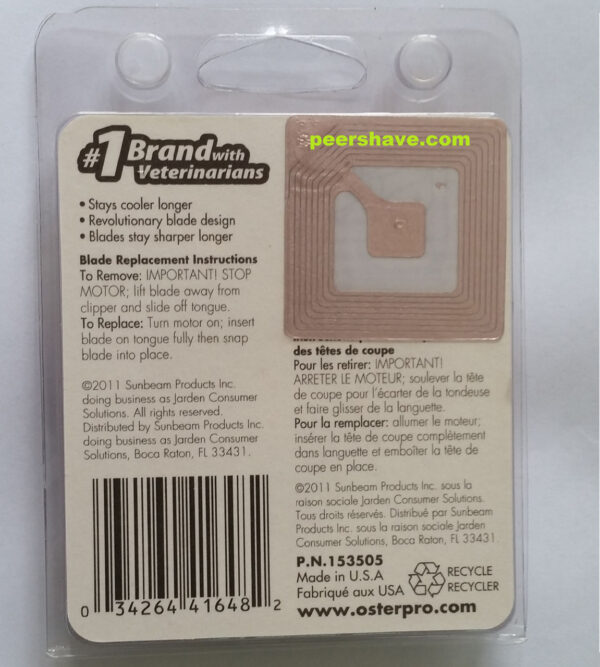 peershave.com
#1 Brand with
Veterinarians
• Stays cooler longer
• Revolutionary blade design
• Blades stay sharper longer
Blade Replacement Instructions
To Remove: IMPORTANT! STOP
MOTOR; lift blade away from
clipper and slide off tongue.
To Replace: Turn motor on; insert
blade on tongue fully then snap
blade into place.
©2011 Sunbeam Products Inc.
doing business as Jarden Consumer
Solutions. All rights reserved.
Distributed by Sunbeam Products Inc.
doing business as Jarden Consumer
Solutions, Boca Raton, FL 33431.
0 34264 41648 2
des têtes de coupe
Pour les retirer: IMPORTANT!
ARRETER LE MOTEUR; soulever la tête
de coupe pour l'écarter de la tondeuse
et faire glisser de la languette.
Pour la remplacer: allumer le moteur;
insérer la tête de coupe complètement
dans languette et emboîter la tête de
coupe en place.
©2011 Sunbeam Products Inc. sous la
raison sociale Jarden Consumer Solutions.
Tous droits réservés. Distribué par Sunbeam
Products Inc. sous la raison sociale Jarden
Consumer Solutions, Boca Raton, FL 33431.
P.N.153505
Made in U.S.A
Fabriqué aux USA
RECYCLE
RECYCLER
www.osterpro.com